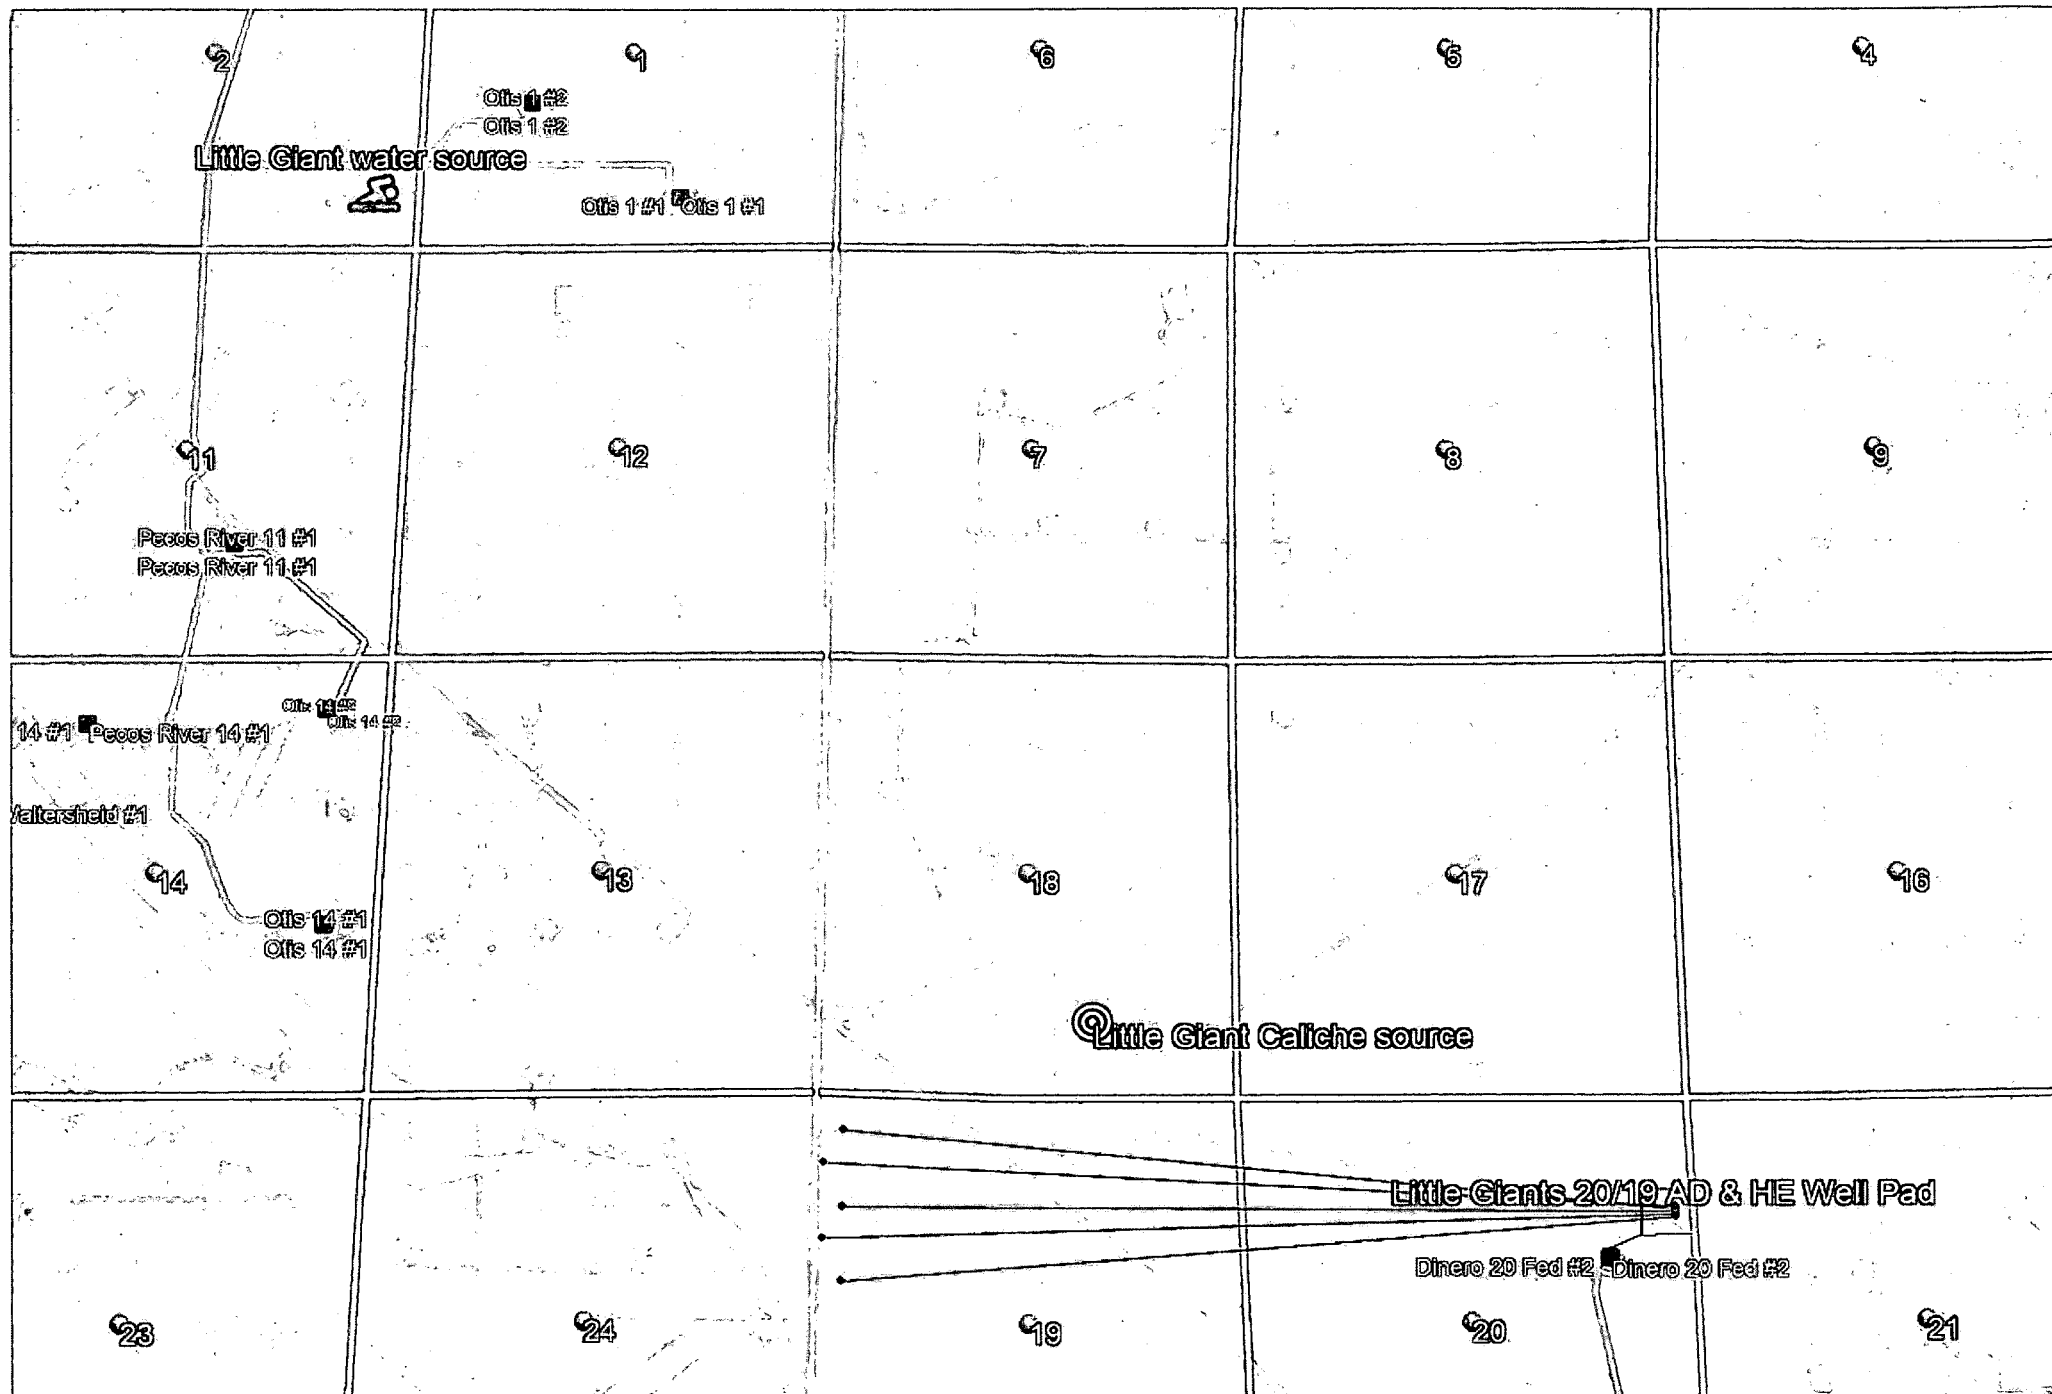 2
1
6
5
4
Otis 1 #2
Otis 1 #2
Little Giant water source
Otis 1 #1 Otis 1 #1
11
12
7
8
9
Pecos River 11 #1
Pecos River 11 #1
Otis 14 #2
Otis 14 #2
14 #1 Pecos River 14 #1
Valtersheid #1
14
13
18
17
16
Otis 14 #1
Otis 14 #1
Little Giant Caliche source
Little Giants 20/19 AD & HE Well Pad
Dinero 20 Fed #2 Dinero 20 Fed #2
23
24
19
20
21